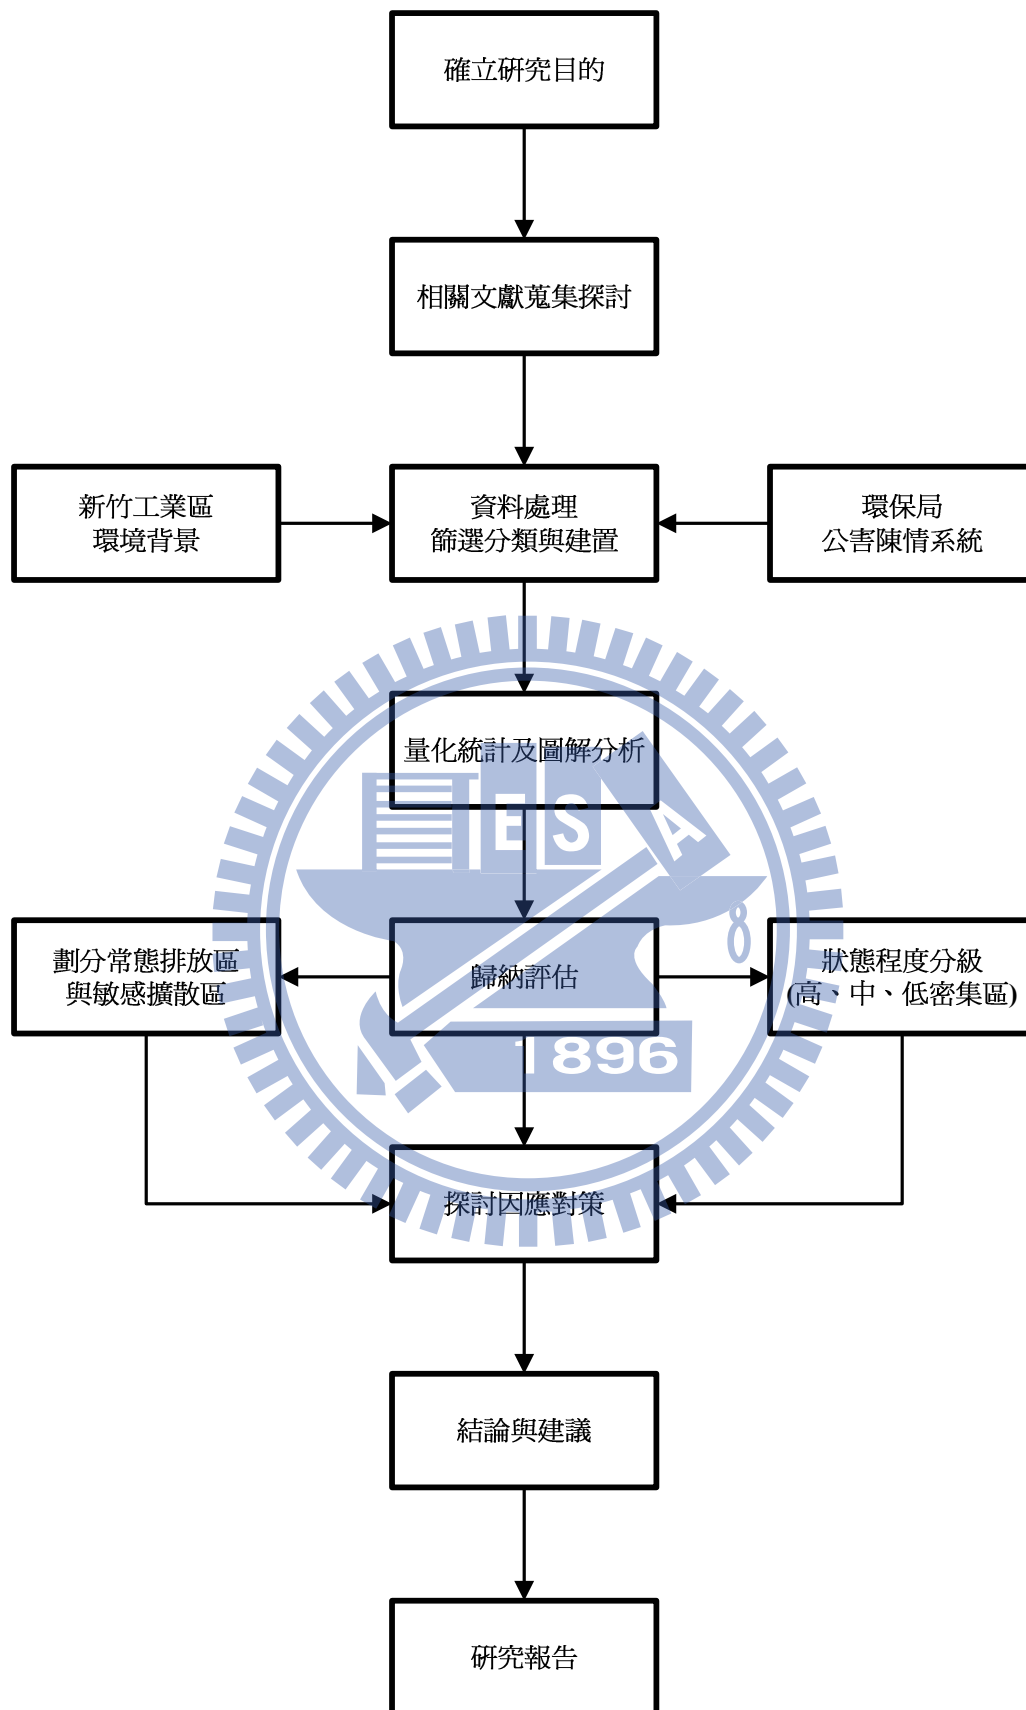 確立研究目的
相關文獻蒐集探討
新竹工業區
環境背景
資料處理
篩選分類與建置
環保局
公害陳情系統
量化統計及圖解分析
E
S
A
8
劃分常態排放區
與敏感擴散區
歸納評估
狀態程度分級
(高、中、低密集區)
1896
探討因應對策
結論與建議
研究報告